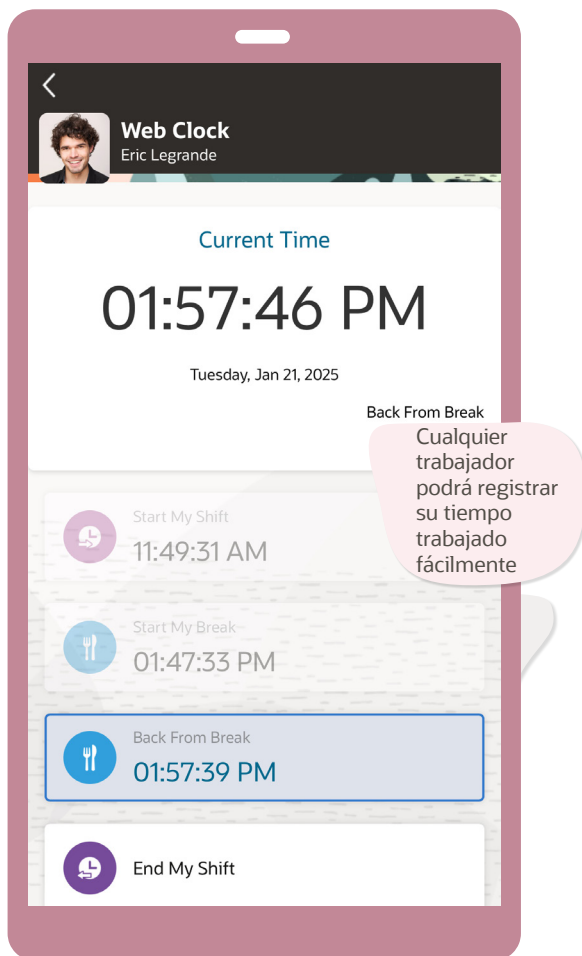 Web Clock
Eric Legrande
Current Time
01:57:46 PM
Tuesday, Jan 21, 2025
Back From Break
Cualquier
trabajador
podrá registrar
su tiempo
trabajado
fácilmente
Start My Shift
11:49:31 AM
Start My Break
01:47:33 PM
Back From Break
01:57:39 PM
End My Shift